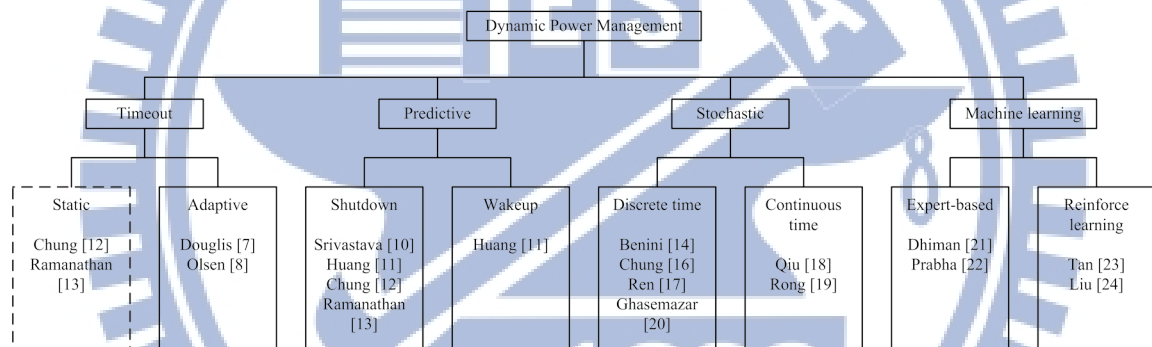 Dynamic Power Management
Timeout
Predictive
Stochastic
Machine learning
Static
Chung [12]
Ramanathan
[13]
Adaptive
Douglis [7]
Olsen [8]
Shutdown
Srivastava [10]
Huang [11]
Chung [12]
Ramanathan
[13]
Wakeup
Huang [11]
Discrete time
Benini [14]
Chung [16]
Ren [17]
Ghasemazar
[20]
Continuous
time
Qiu [18]
Rong [19]
Expert-based
Dhiman [21]
Prabha [22]
Reinforce
learning
Tan [23]
Liu [24]
E S
A
8